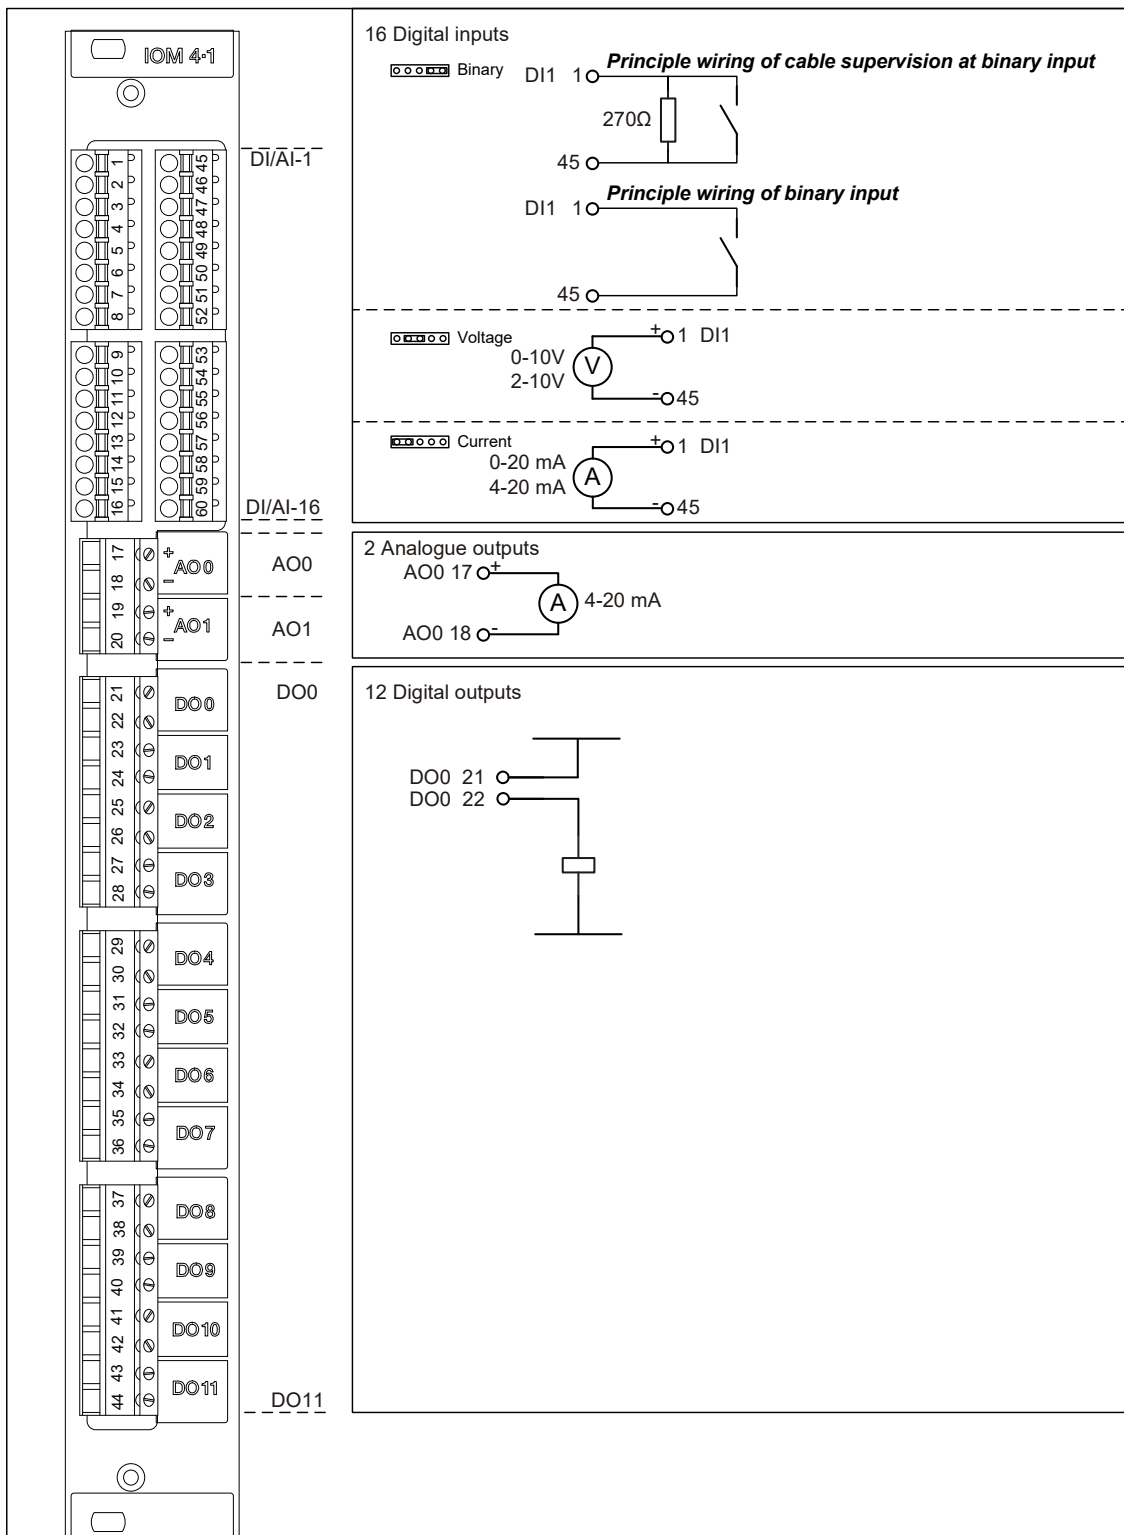 IOM 4·1
1
2
3
4
5
6
7
8
45
46
47
48
49
50
51
52
9
10
11
12
13
14
15
16
53
54
55
56
57
58
59
60
DI/AI-1
DI/AI-16
17
18
19
20
+
AO0
−
+
AO1
−
AO0
AO1
21
22
23
24
25
26
27
28
DO0
DO1
DO2
DO3
DO0
29
30
31
32
33
34
35
36
DO4
DO5
DO6
DO7
37
38
39
40
41
42
43
44
DO8
DO9
DO10
DO11
DO11
16 Digital inputs
Binary
DI1 1
Principle wiring of cable supervision at binary input
270Ω
45
Principle wiring of binary input
DI1 1
45
Voltage
0-10V
2-10V
V
+ 1 DI1
- 45
Current
0-20 mA
4-20 mA
A
+ 1 DI1
- 45
2 Analogue outputs
AO0 17 +
A 4-20 mA
AO0 18 -
12 Digital outputs
DO0 21
DO0 22